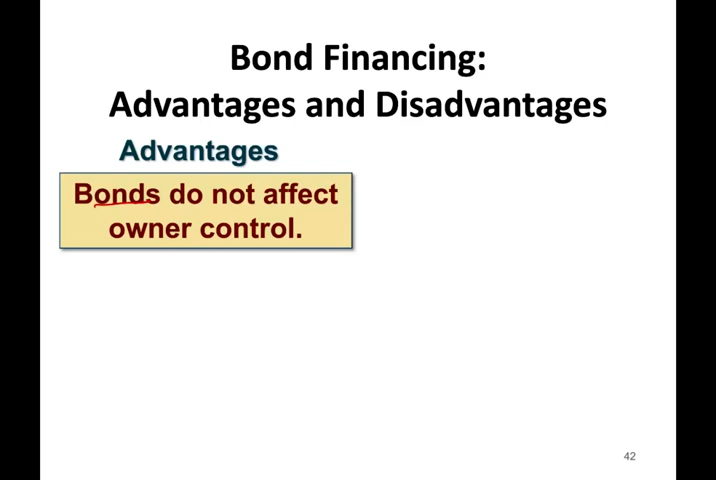 Bond Financing:
Advantages and Disadvantages
Advantages
Bonds do not affect
owner control.
42